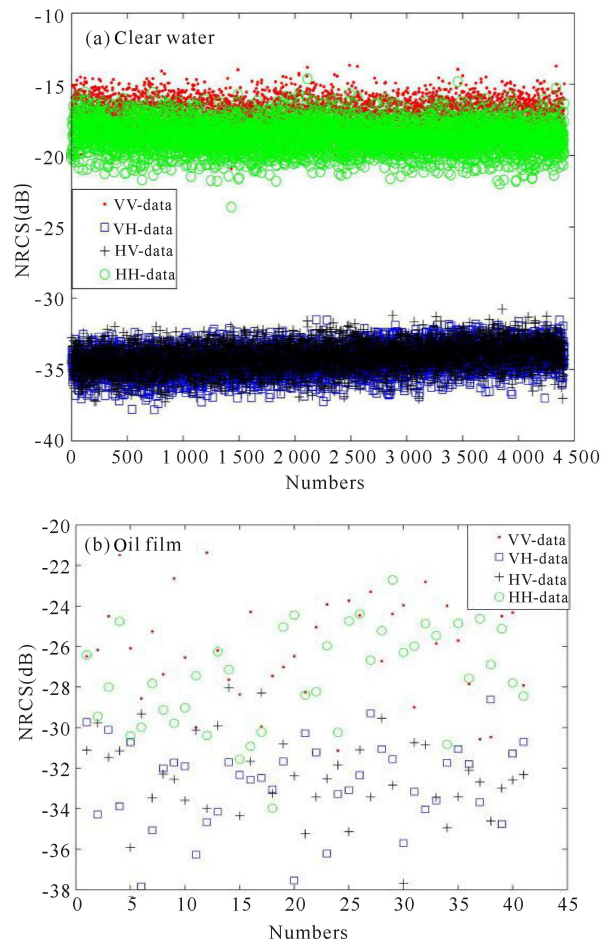 (a) Clear water
NRCS(dB)
-10
-15
-20
-25
-30
-35
-40
VV-data
VH-data
HV-data
HH-data
0 500 1 000 1 500 2 000 2 500 3 000 3 500 4 000 4 500
Numbers
(b) Oil film
NRCS(dB)
-20
-22
-24
-26
-28
-30
-32
-34
-36
-38
VV-data
VH-data
HV-data
HH-data
0 5 10 15 20 25 30 35 40 45
Numbers